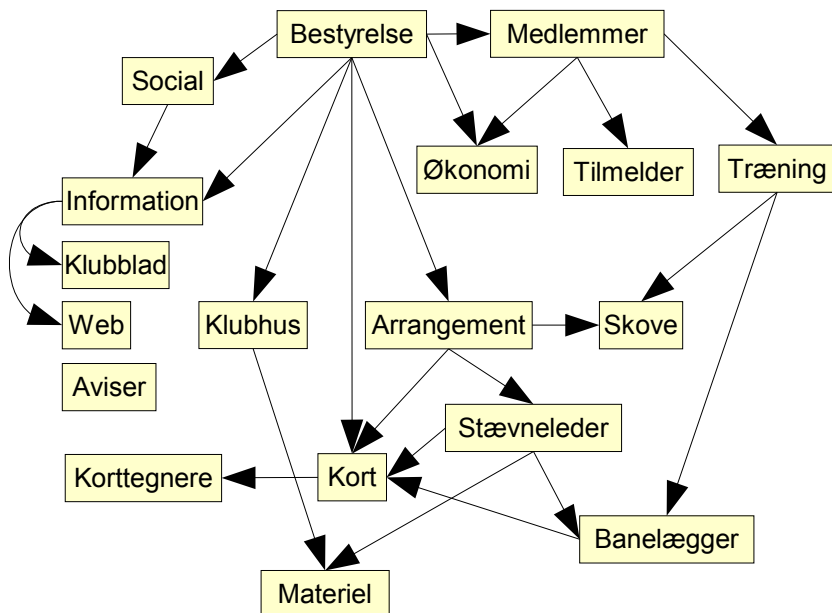 Bestyrelse
Medlemmer
Social
Økonomi
Tilmelder
Træning
Information
Klubblad
Web
Klubhus
Arrangement
Skove
Aviser
Stævneleder
Korttegnere
Kort
Banelægger
Materiel